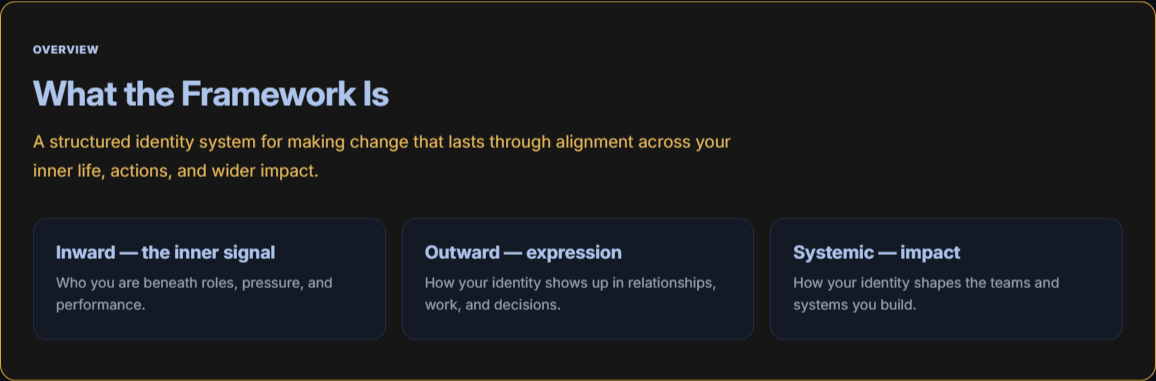 OVERVIEW
What the Framework Is
A structured identity system for making change that lasts through alignment across your
inner life, actions, and wider impact.
Inward — the inner signal
Who you are beneath roles, pressure, and
performance.
Outward — expression
How your identity shows up in relationships,
work, and decisions.
Systemic — impact
How your identity shapes the teams and
systems you build.